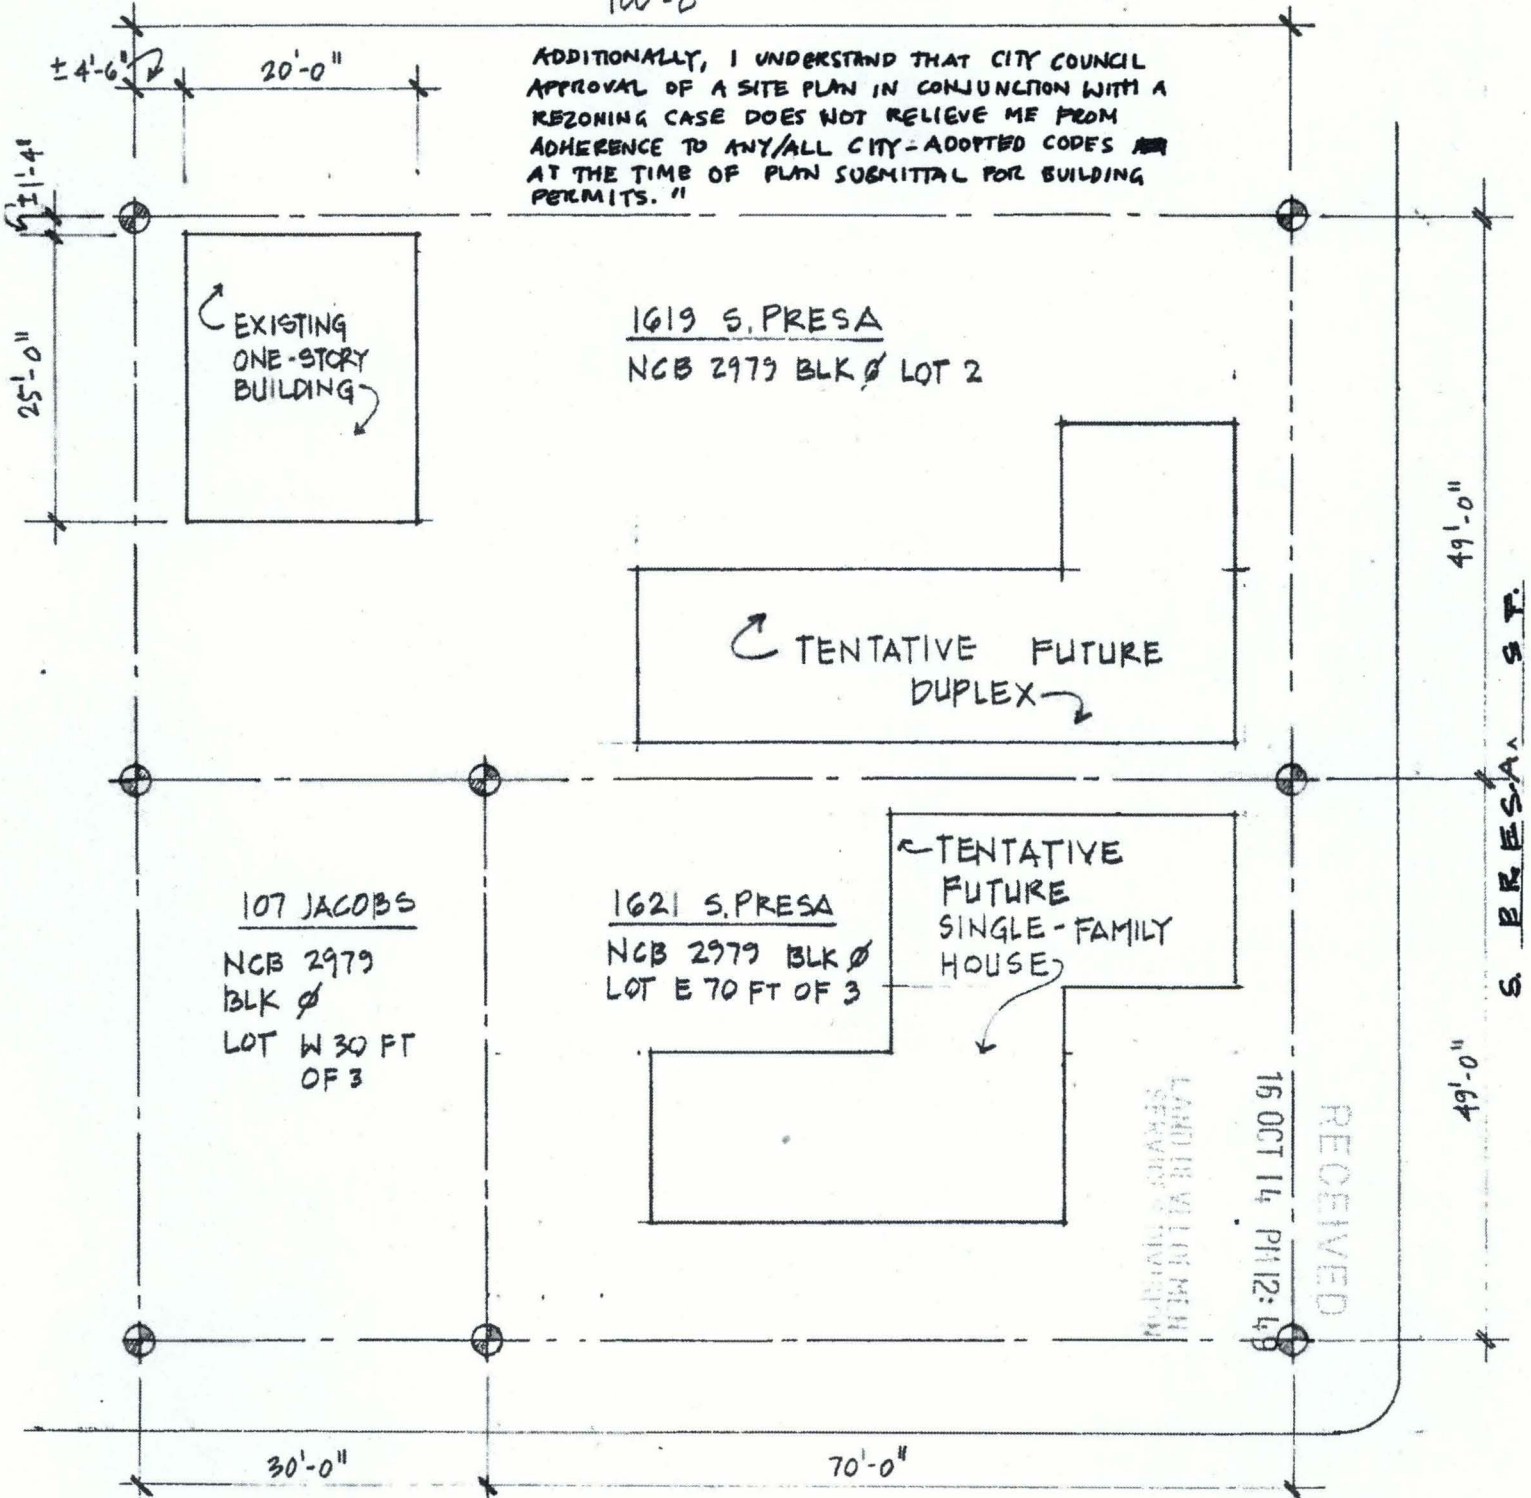 100'-0"
±4'-6"
20'-0"
ADDITIONALLY, I UNDERSTAND THAT CITY COUNCIL
APPROVAL OF A SITE PLAN IN CONJUNCTION WITH A
REZONING CASE DOES NOT RELIEVE ME FROM
ADHERENCE TO ANY/ALL CITY-ADOPTED CODES
AT THE TIME OF PLAN SUBMITTAL FOR BUILDING
PERMITS."
±1'-4"
25'-0"
EXISTING
ONE-STORY
BUILDING
1619 S. PRESA
NCB 2979 BLK Ø LOT 2
49'-0"
TENTATIVE FUTURE
DUPLEX
S. PRESA ST.
107 JACOBS
NCB 2979
BLK Ø
LOT W 30 FT
OF 3
1621 S. PRESA
NCB 2979 BLK Ø
LOT E 70 FT OF 3
TENTATIVE
FUTURE
SINGLE-FAMILY
HOUSE
49'-0"
RECEIVED
16 OCT 14 PM 12:49
30'-0"
70'-0"